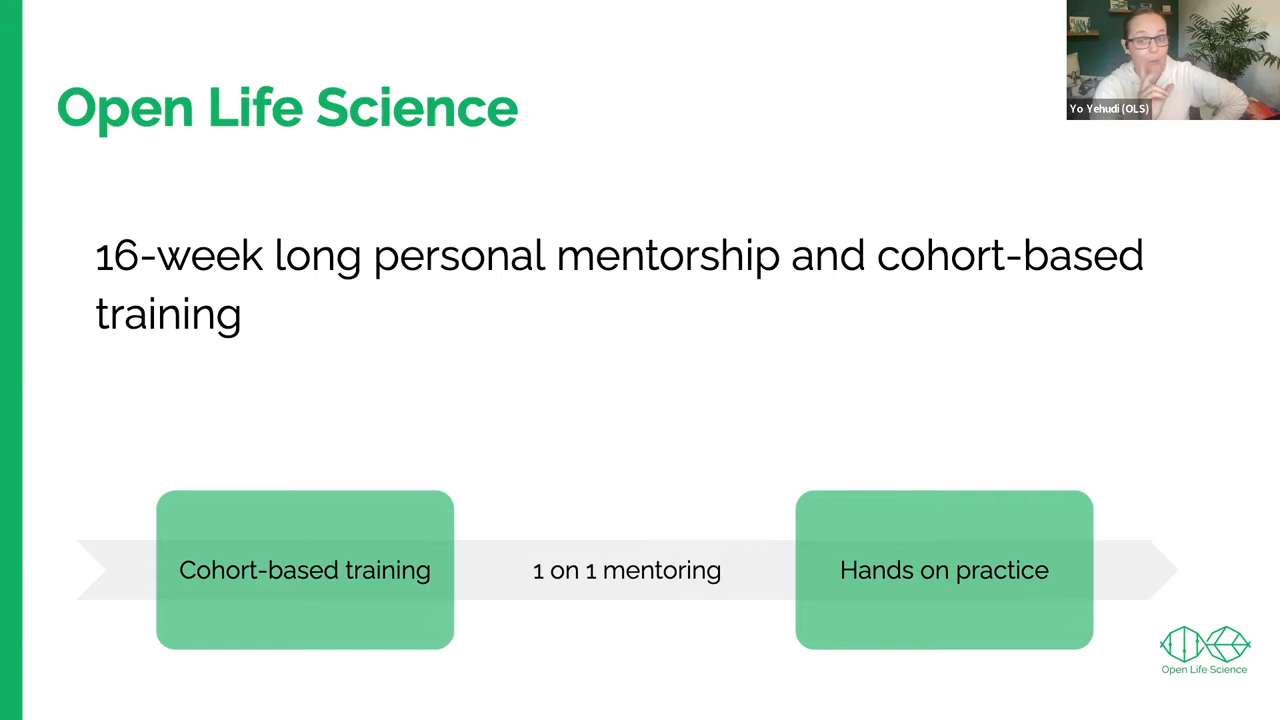 Open Life Science
Yo Yehudi (OLS)
16-week long personal mentorship and cohort-based
training
Cohort-based training
1 on 1 mentoring
Hands on practice
Open Life Science